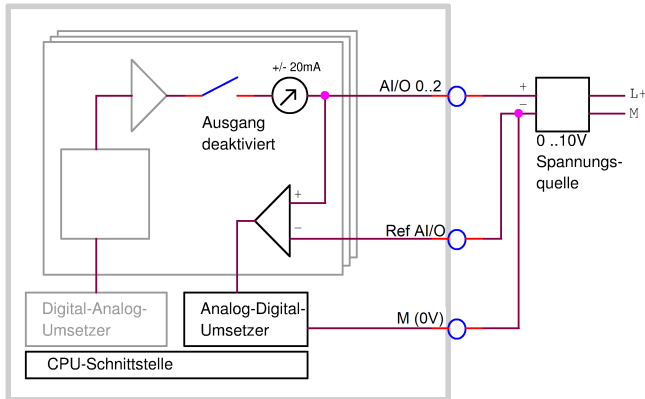 +/- 20mA
AI/O 0..2
+
L+
−
M
Ausgang
deaktiviert
0 ..10V
Spannungs-
quelle
+
−
Ref AI/O
Digital-Analog-
Umsetzer
Analog-Digital-
Umsetzer
M (0V)
CPU-Schnittstelle